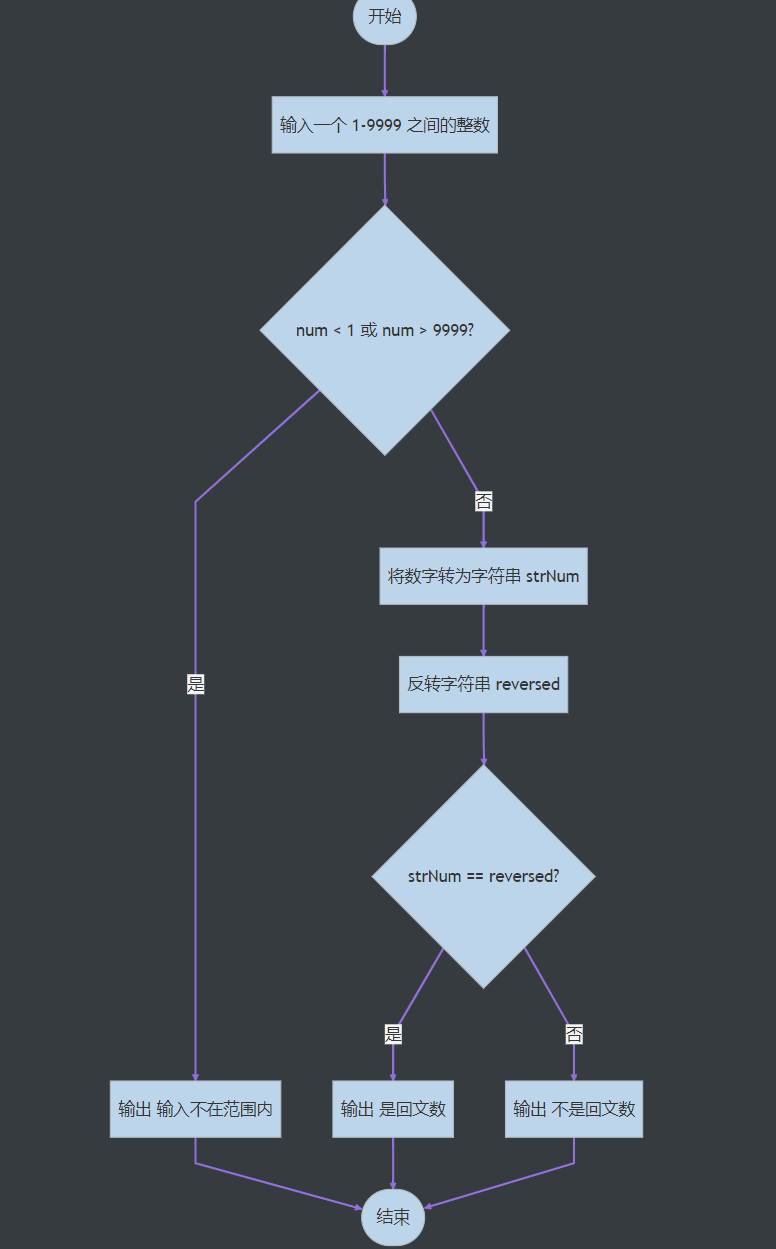 开始
输入一个 1-9999 之间的整数
num < 1 或 num > 9999?
否
将数字转为字符串 strNum
是
反转字符串 reversed
strNum == reversed?
是
否
输出 输入不在范围内
输出 是回文数
输出 不是回文数
结束